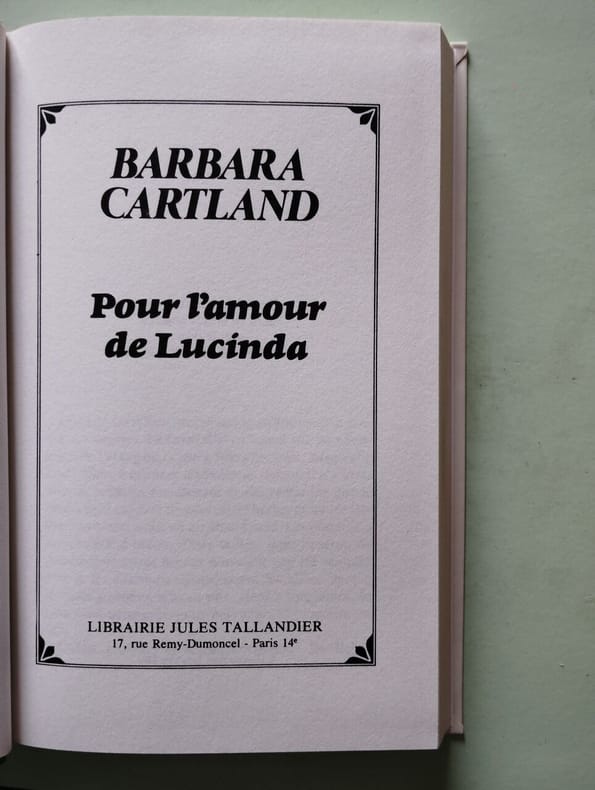 BARBARA
CARTLAND
Pour l'amour
de Lucinda
LIBRAIRIE JULES TALLANDIER
17, rue Remy-Dumoncel - Paris 14e